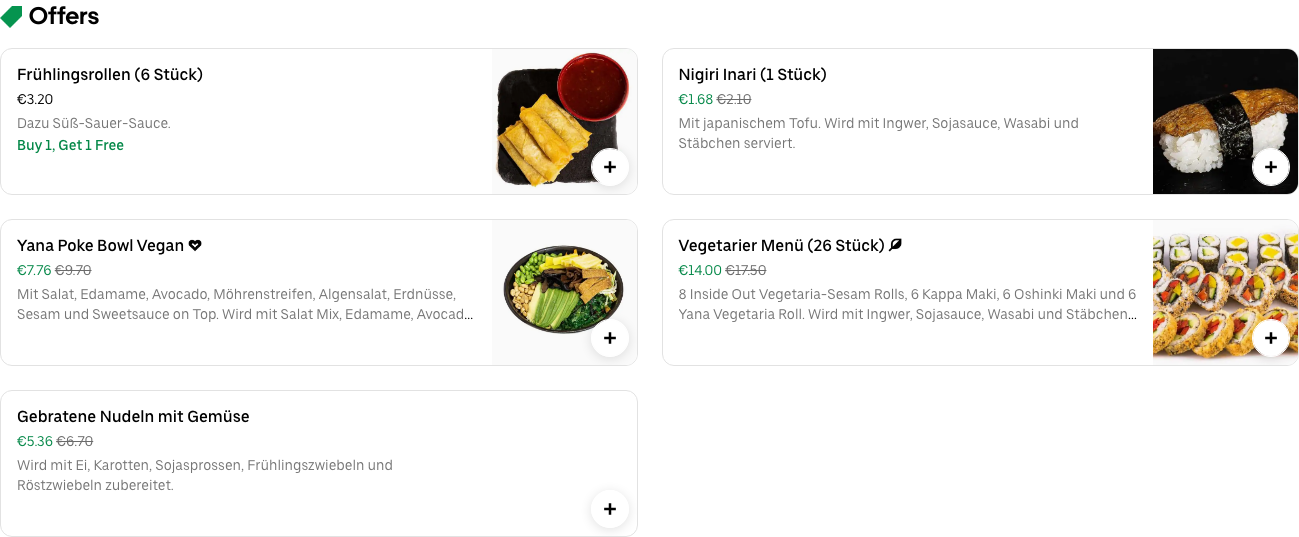 Offers
Frühlingsrollen (6 Stück)
€3.20
Dazu Süß-Sauer-Sauce.
Buy 1, Get 1 Free
Nigiri Inari (1 Stück)
€1.68 €2.10
Mit japanischem Tofu. Wird mit Ingwer, Sojasauce, Wasabi und
Stäbchen serviert.
Yana Poke Bowl Vegan
€7.76 €9.70
Mit Salat, Edamame, Avocado, Möhrenstreifen, Algensalat, Erdnüsse,
Sesam und Sweetsauce on Top. Wird mit Salat Mix, Edamame, Avocad...
Vegetarier Menü (26 Stück)
€14.00 €17.50
8 Inside Out Vegetaria-Sesam Rolls, 6 Kappa Maki, 6 Oshinki Maki und 6
Yana Vegetaria Roll. Wird mit Ingwer, Sojasauce, Wasabi und Stäbchen...
Gebratene Nudeln mit Gemüse
€5.36 €6.70
Wird mit Ei, Karotten, Sojasprossen, Frühlingszwiebeln und
Röstzwiebeln zubereitet.